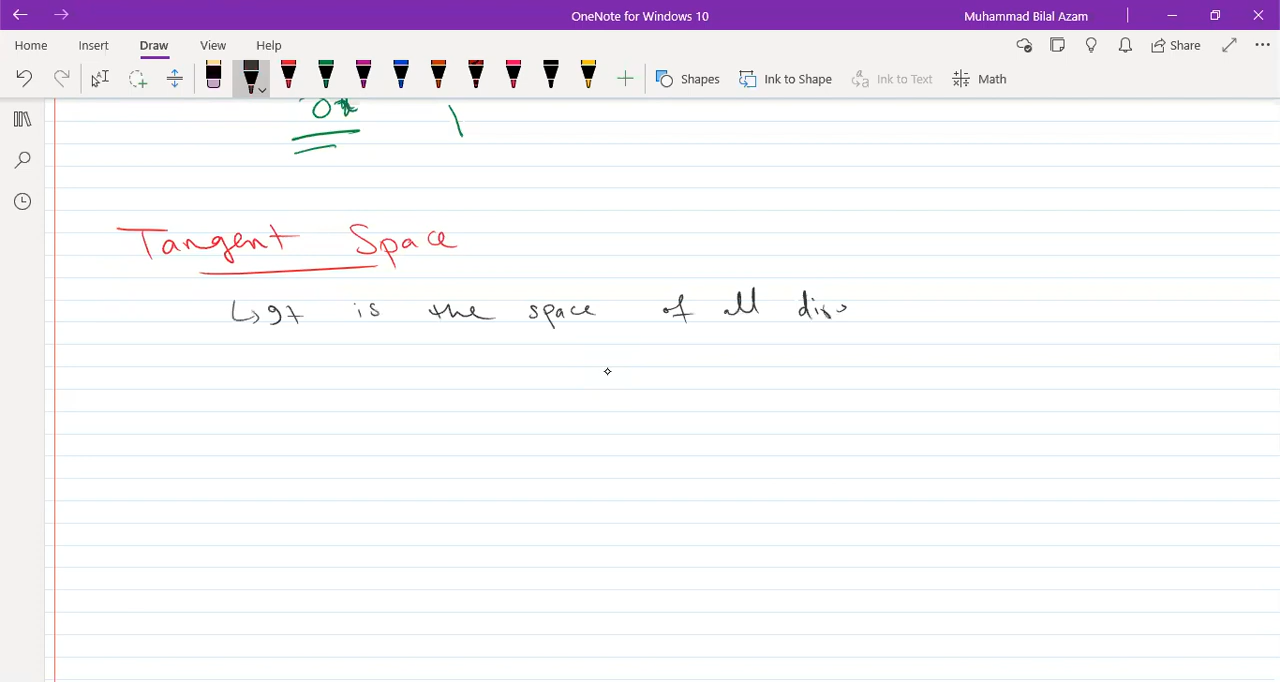 OneNote for Windows 10
Muhammad Bilal Azam
Home Insert Draw View Help
Share
Shapes Ink to Shape Ink to Text Math
Tangent Space
↳ It is the space of all